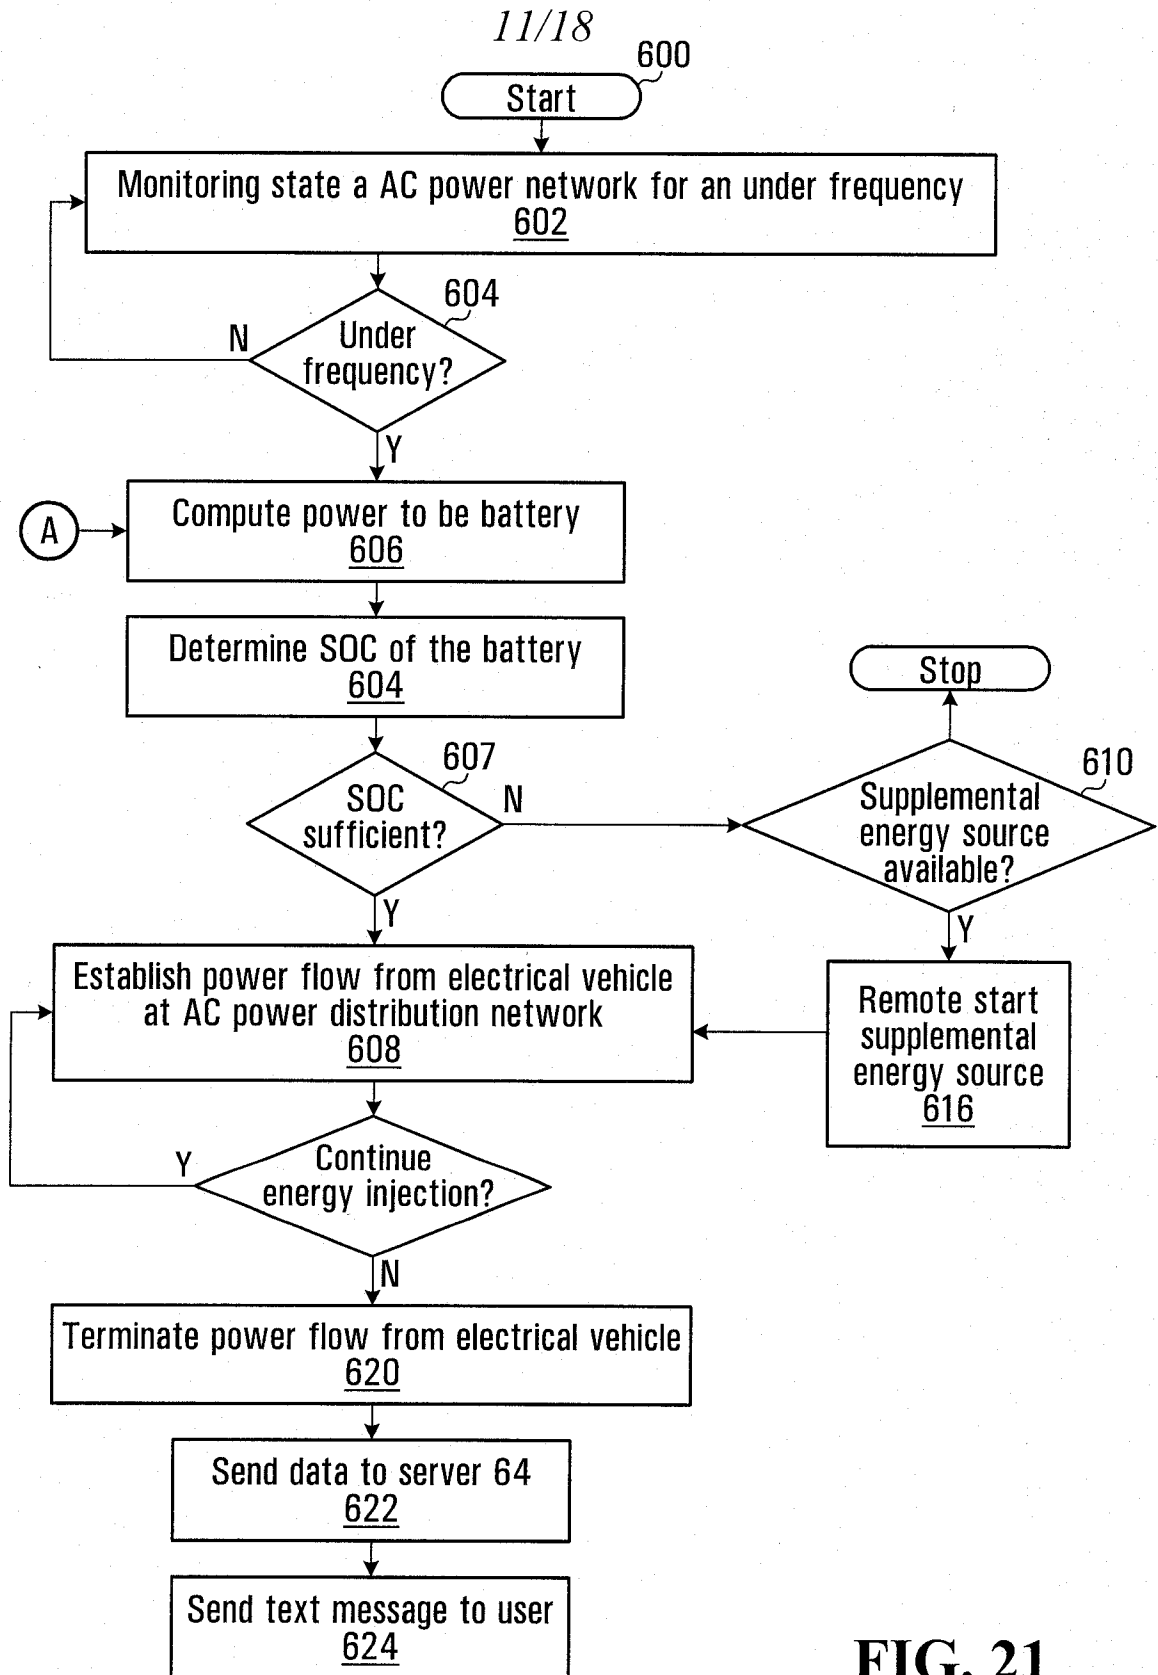 11/18
600
Start
Monitoring state a AC power network for an under frequency
602
604
Under
frequency?
N
Y
A
Compute power to be battery
606
Determine SOC of the battery
604
Stop
607
SOC
sufficient?
N
Y
610
Supplemental
energy source
available?
Y
Establish power flow from electrical vehicle
at AC power distribution network
608
Remote start
supplemental
energy source
616
Continue
energy injection?
Y
N
Terminate power flow from electrical vehicle
620
Send data to server 64
622
Send text message to user
624
FIG. 21